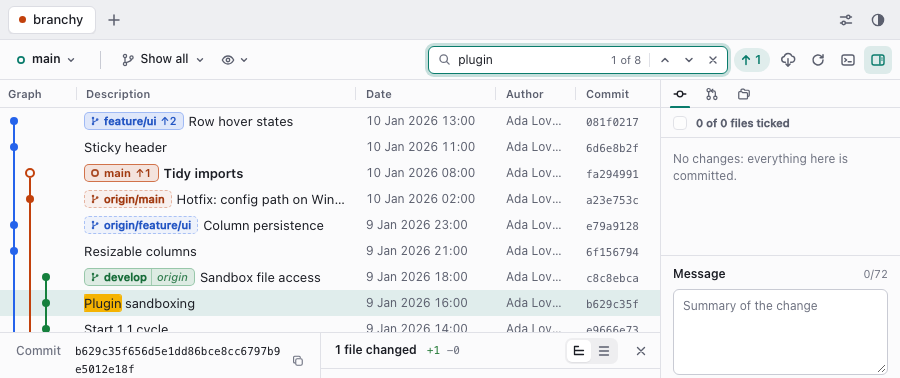 branchy
main
Show all
plugin
1 of 8
1
Graph
Description
Date
Author
Commit
feature/ui ↑2 Row hover states 10 Jan 2026 13:00 Ada Lov... 081f0217
Sticky header 10 Jan 2026 11:00 Ada Lov... 6d6e8b2f
main ↑1 Tidy imports 10 Jan 2026 08:00 Ada Lov... fa294991
origin/main Hotfix: config path on Win... 10 Jan 2026 02:00 Ada Lov... a23e753c
origin/feature/ui Column persistence 9 Jan 2026 23:00 Ada Lov... e79a9128
Resizable columns 9 Jan 2026 21:00 Ada Lov... 6f156794
develop origin Sandbox file access 9 Jan 2026 18:00 Ada Lov... c8c8ebca
Plugin sandboxing 9 Jan 2026 16:00 Ada Lov... b629c35f
Start 1.1 cycle 9 Jan 2026 14:00 Ada Lov... e9666e73
Commit
b629c35f656d5e1dd86bce8cc6797b9
e5012e18f
1 file changed +1 −0
0 of 0 files ticked
No changes: everything here is
committed.
Message
0/72
Summary of the change